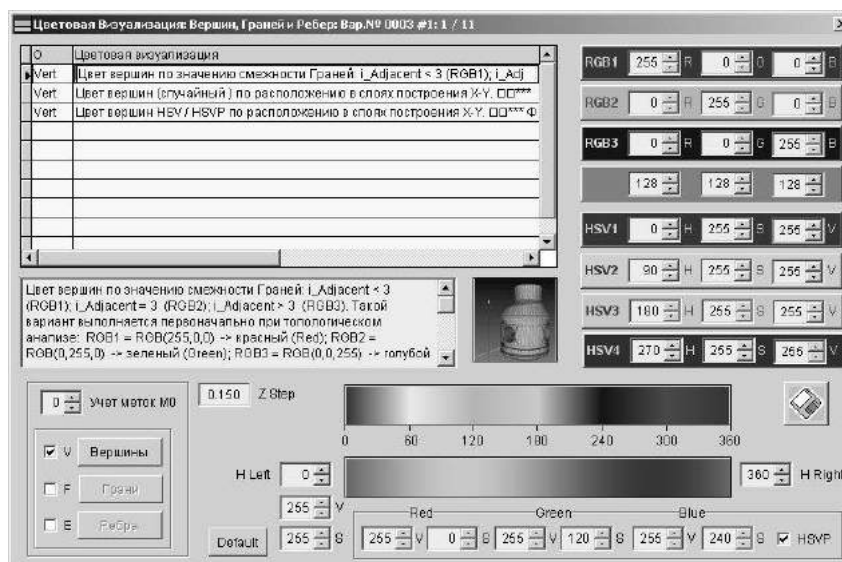 Цветовая Визуализация: Вершин, Граней и Ребер: Вар.№ 0003 #1: 1 / 11
О Цветовая визуализация
Vert Цвет вершин по значению смежности Граней: i_Adjacent < 3 (RGB1); i_Adj
Vert Цвет вершин (случайный ) по расположению в слоях построения X-Y. □□***
Vert Цвет вершин HSV / HSVP по расположению в слоях построения X-Y. □□*** Ф
Цвет вершин по значению смежности Граней: i_Adjacent < 3
(RGB1); i_Adjacent = 3 (RGB2); i_Adjacent > 3 (RGB3). Такой
вариант выполняется первоначально при топологическом
анализе: RGB1 = RGB(255,0,0) -> красный (Red); RGB2 =
RGB(0,255,0) -> зеленый (Green); RGB3 = RGB(0,0,255) -> голубой
RGB1 255 R 0 G 0 B
RGB2 0 R 255 G 0 B
RGB3 0 R 0 G 255 B
128 128 128
HSV1 0 H 255 S 255 V
HSV2 90 H 255 S 255 V
HSV3 180 H 255 S 255 V
HSV4 270 H 255 S 255 V
0 Учет меток M0
V Вершины
F Грани
E Ребра
0.150 Z Step
0 60 120 180 240 300 360
H Left 0
360 H Right
255 V
255 S
Default
Red Green Blue
255 V 0 S 255 V 120 S 255 V 240 S HSVP